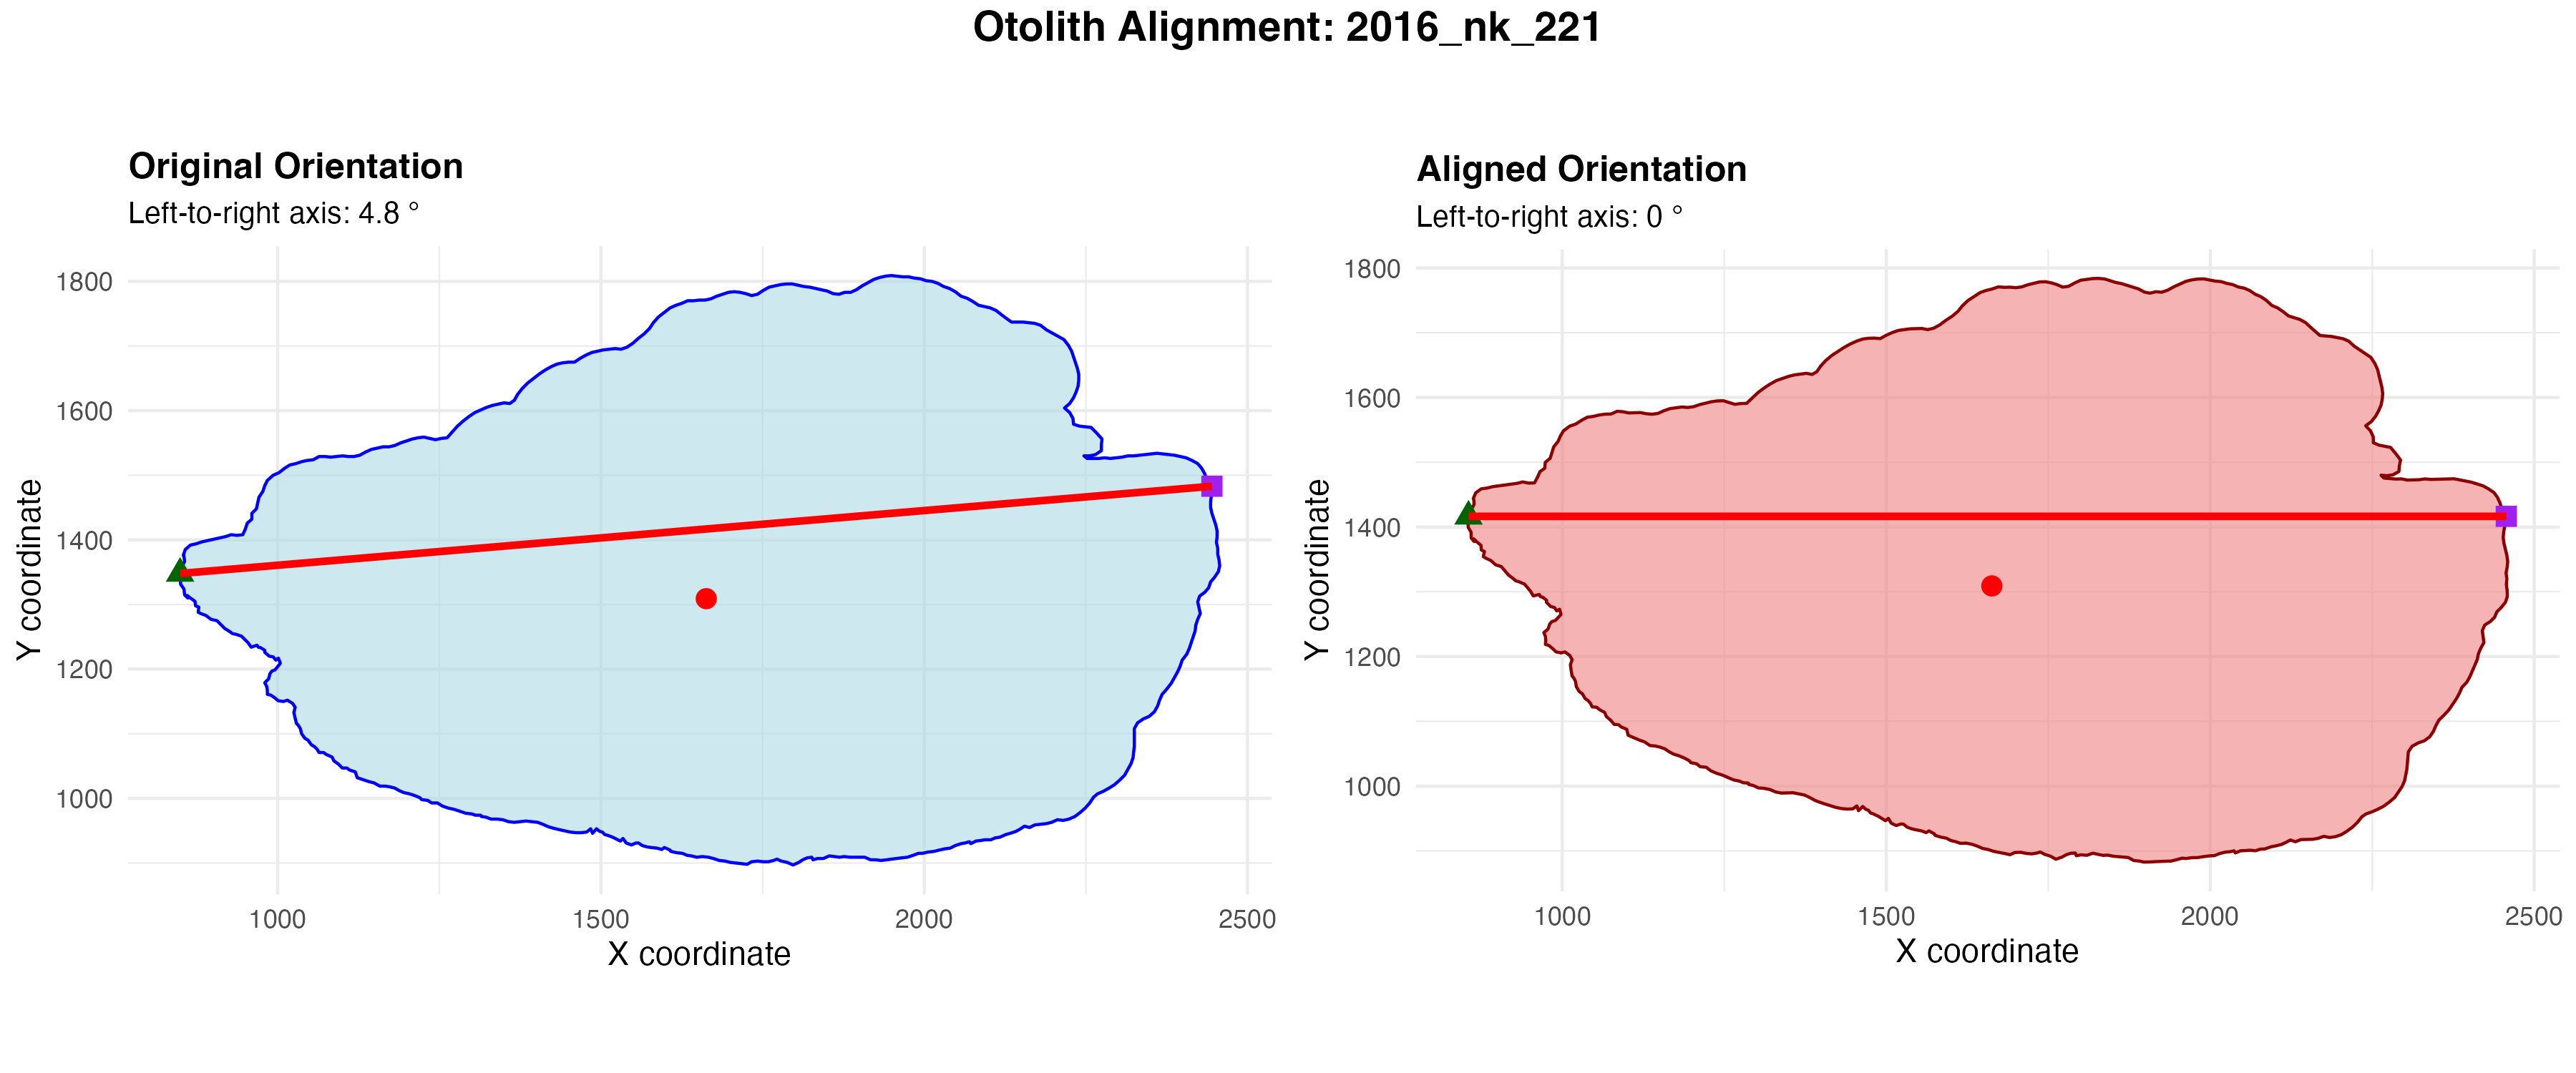 Otolith Alignment: 2016_nk_221
Original Orientation
Left-to-right axis: 4.8 °
1800
1600
1400
1200
1000
Y coordinate
1000 1500 2000 2500
X coordinate
Aligned Orientation
Left-to-right axis: 0 °
1800
1600
1400
1200
1000
Y coordinate
1000 1500 2000 2500
X coordinate